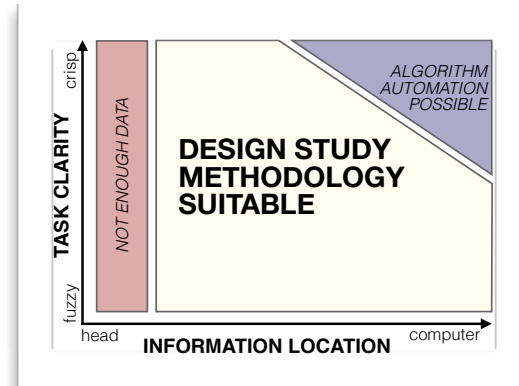 crisp
TASK CLARITY
fuzzy
NOT ENOUGH DATA
DESIGN STUDY
METHODOLOGY
SUITABLE
ALGORITHM
AUTOMATION
POSSIBLE
head
INFORMATION LOCATION
computer